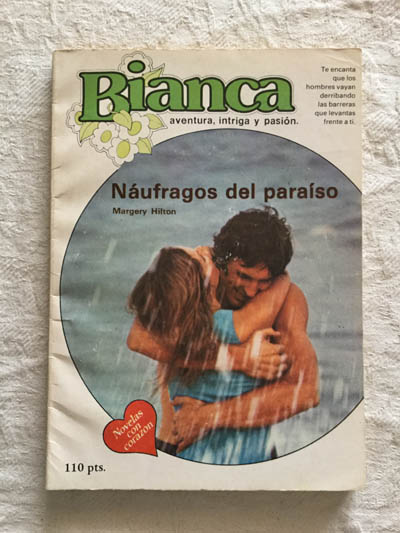 Bianca
aventura, intriga y pasión.
Te encanta
que los
hombres vayan
derribando
las barreras
que levantas
frente a ti.
Náufragos del paraíso
Margery Hilton
Novelas
con
corazón
110 pts.